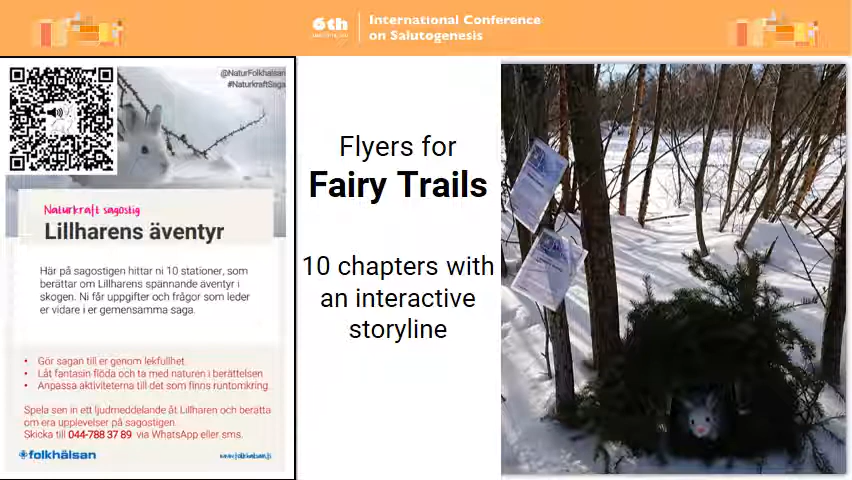 6th
International Conference
on Salutogenesis
@NaturFolkhalsan
#NaturkraftSaga
Naturkraft sagostig
Lillharens äventyr
Här på sagostigen hittar ni 10 stationer, som
berättar om Lillharens spännande äventyr i
skogen. Ni får uppgifter och frågor som leder
er vidare i er gemensamma saga.
• Gör sagan till er genom lekfullhet.
• Låt fantasin flöda och ta med naturen i berättelsen.
• Anpassa aktiviteterna till det som finns runtomkring.
Spela sen in ett ljudmeddelande åt Lillharen och berätta
om era upplevelser på sagostigen.
Skicka till 044-788 37 89 via WhatsApp eller sms.
folkhälsan
Flyers for
Fairy Trails
10 chapters with
an interactive
storyline